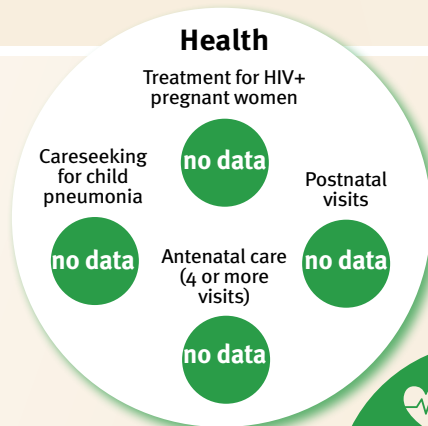 Health
Treatment for HIV+
pregnant women
no data
Careseeking
for child
pneumonia
no data
Postnatal
visits
no data
Antenatal care
(4 or more
visits)
no data